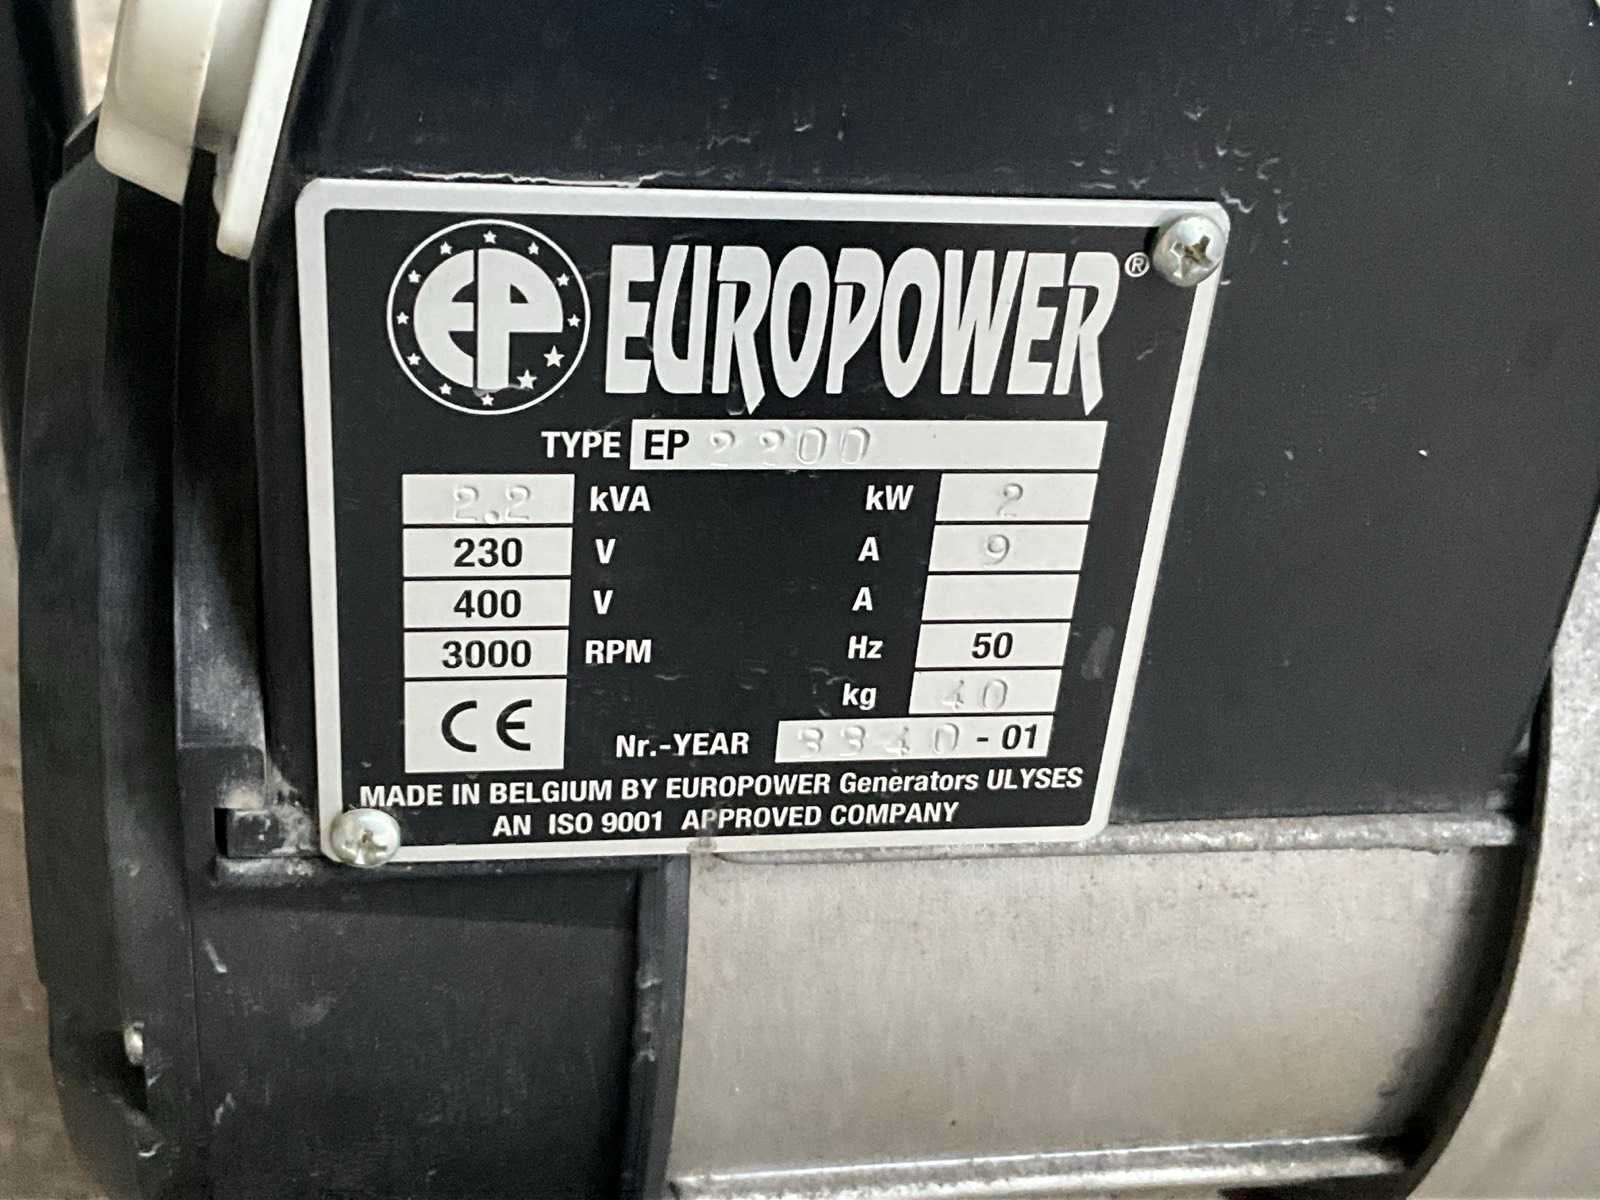 EP EUROPOWER®
TYPE EP 2200
2.2 kVA kW 2
230 V A 9
400 V A
3000 RPM Hz 50
kg 40
CE Nr.-YEAR 3340 - 01
MADE IN BELGIUM BY EUROPOWER Generators ULYSES
AN ISO 9001 APPROVED COMPANY